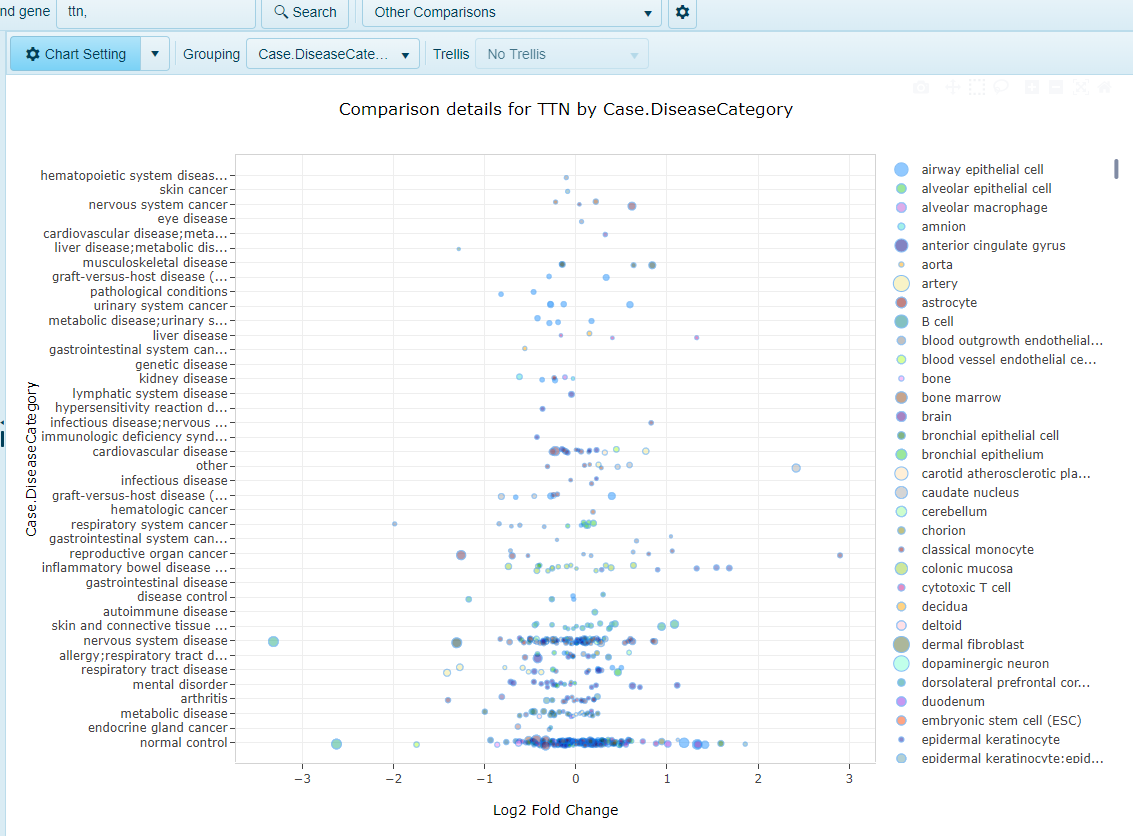 nd gene ttn, Search Other Comparisons
Chart Setting Grouping Case.DiseaseCate... Trellis No Trellis
Comparison details for TTN by Case.DiseaseCategory
Case.DiseaseCategory
hematopoietic system diseas...
skin cancer
nervous system cancer
eye disease
cardiovascular disease;meta...
liver disease;metabolic dis...
musculoskeletal disease
graft-versus-host disease (...
pathological conditions
urinary system cancer
metabolic disease;urinary s...
liver disease
gastrointestinal system can...
genetic disease
kidney disease
lymphatic system disease
hypersensitivity reaction d...
infectious disease;nervous ...
immunologic deficiency synd...
cardiovascular disease
other
infectious disease
graft-versus-host disease (...
hematologic cancer
respiratory system cancer
gastrointestinal system can...
reproductive organ cancer
inflammatory bowel disease ...
gastrointestinal disease
disease control
autoimmune disease
skin and connective tissue ...
nervous system disease
allergy;respiratory tract d...
respiratory tract disease
mental disorder
arthritis
metabolic disease
endocrine gland cancer
normal control
−3 −2 −1 0 1 2 3
Log2 Fold Change
airway epithelial cell
alveolar epithelial cell
alveolar macrophage
amnion
anterior cingulate gyrus
aorta
artery
astrocyte
B cell
blood outgrowth endothelial...
blood vessel endothelial ce...
bone
bone marrow
brain
bronchial epithelial cell
bronchial epithelium
carotid atherosclerotic pla...
caudate nucleus
cerebellum
chorion
classical monocyte
colonic mucosa
cytotoxic T cell
decidua
deltoid
dermal fibroblast
dopaminergic neuron
dorsolateral prefrontal cor...
duodenum
embryonic stem cell (ESC)
epidermal keratinocyte
epidermal keratinocyte;epid...